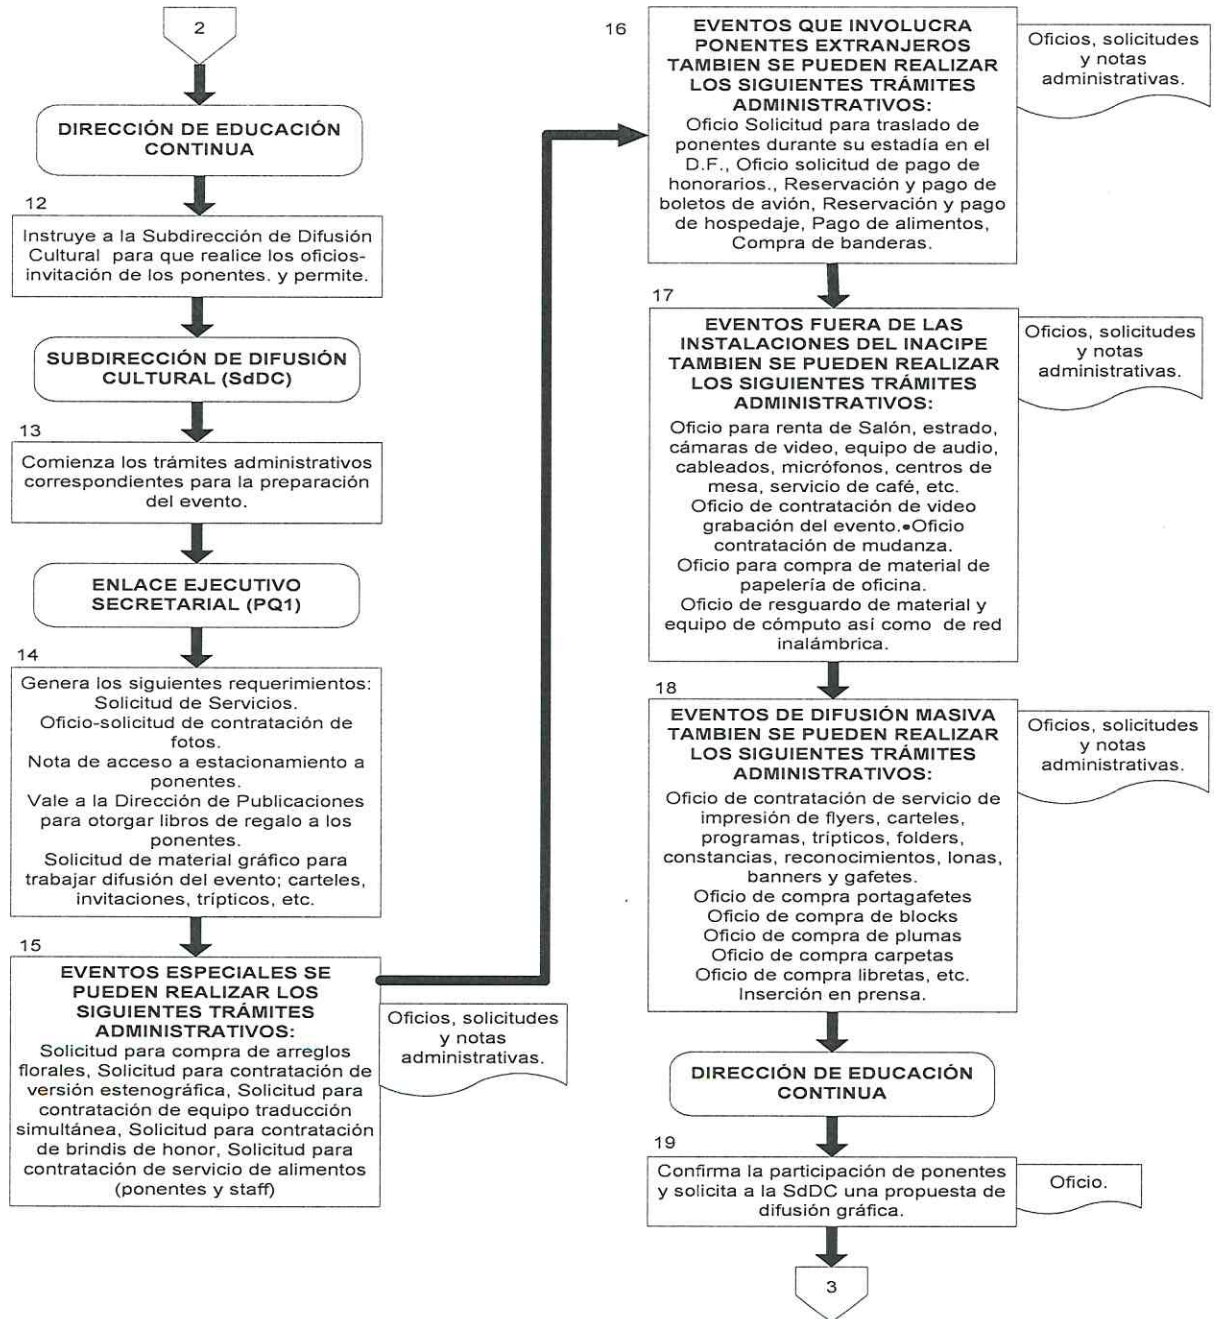 2
DIRECCIÓN DE EDUCACIÓN
CONTINUA
12
Instruye a la Subdirección de Difusión
Cultural para que realice los oficios-
invitación de los ponentes. y permite.
SUBDIRECCIÓN DE DIFUSIÓN
CULTURAL (SdDC)
13
Comienza los trámites administrativos
correspondientes para la preparación
del evento.
ENLACE EJECUTIVO
SECRETARIAL (PQ1)
14
Genera los siguientes requerimientos:
Solicitud de Servicios.
Oficio-solicitud de contratación de
fotos.
Nota de acceso a estacionamiento a
ponentes.
Vale a la Dirección de Publicaciones
para otorgar libros de regalo a los
ponentes.
Solicitud de material gráfico para
trabajar difusión del evento; carteles,
invitaciones, trípticos, etc.
15
EVENTOS ESPECIALES SE
PUEDEN REALIZAR LOS
SIGUIENTES TRÁMITES
ADMINISTRATIVOS:
Solicitud para compra de arreglos
florales, Solicitud para contratación de
versión estenográfica, Solicitud para
contratación de equipo traducción
simultánea, Solicitud para contratación
de brindis de honor, Solicitud para
contratación de servicio de alimentos
(ponentes y staff)
Oficios, solicitudes
y notas
administrativas.
16
EVENTOS QUE INVOLUCRA
PONENTES EXTRANJEROS
TAMBIEN SE PUEDEN REALIZAR
LOS SIGUIENTES TRÁMITES
ADMINISTRATIVOS:
Oficio Solicitud para traslado de
ponentes durante su estadía en el
D.F., Oficio solicitud de pago de
honorarios., Reservación y pago de
boletos de avión, Reservación y pago
de hospedaje, Pago de alimentos,
Compra de banderas.
Oficios, solicitudes
y notas
administrativas.
17
EVENTOS FUERA DE LAS
INSTALACIONES DEL INACIPE
TAMBIEN SE PUEDEN REALIZAR
LOS SIGUIENTES TRÁMITES
ADMINISTRATIVOS:
Oficio para renta de Salón, estrado,
cámaras de video, equipo de audio,
cableados, micrófonos, centros de
mesa, servicio de café, etc.
Oficio de contratación de video
grabación del evento.•Oficio
contratación de mudanza.
Oficio para compra de material de
papelería de oficina.
Oficio de resguardo de material y
equipo de cómputo así como de red
inalámbrica.
Oficios, solicitudes
y notas
administrativas.
18
EVENTOS DE DIFUSIÓN MASIVA
TAMBIEN SE PUEDEN REALIZAR
LOS SIGUIENTES TRÁMITES
ADMINISTRATIVOS:
Oficio de contratación de servicio de
impresión de flyers, carteles,
programas, trípticos, folders,
constancias, reconocimientos, lonas,
banners y gafetes.
Oficio de compra portagafetes
Oficio de compra de blocks
Oficio de compra de plumas
Oficio de compra carpetas
Oficio de compra libretas, etc.
Inserción en prensa.
Oficios, solicitudes
y notas
administrativas.
DIRECCIÓN DE EDUCACIÓN
CONTINUA
19
Confirma la participación de ponentes
y solicita a la SdDC una propuesta de
difusión gráfica.
Oficio.
3